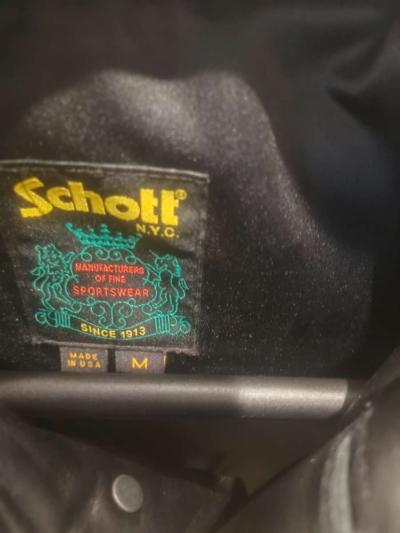 Schott®
N.Y.C.
MANUFACTURERS
OF FINE
SPORTSWEAR
SINCE 1913
MADE
IN USA
M